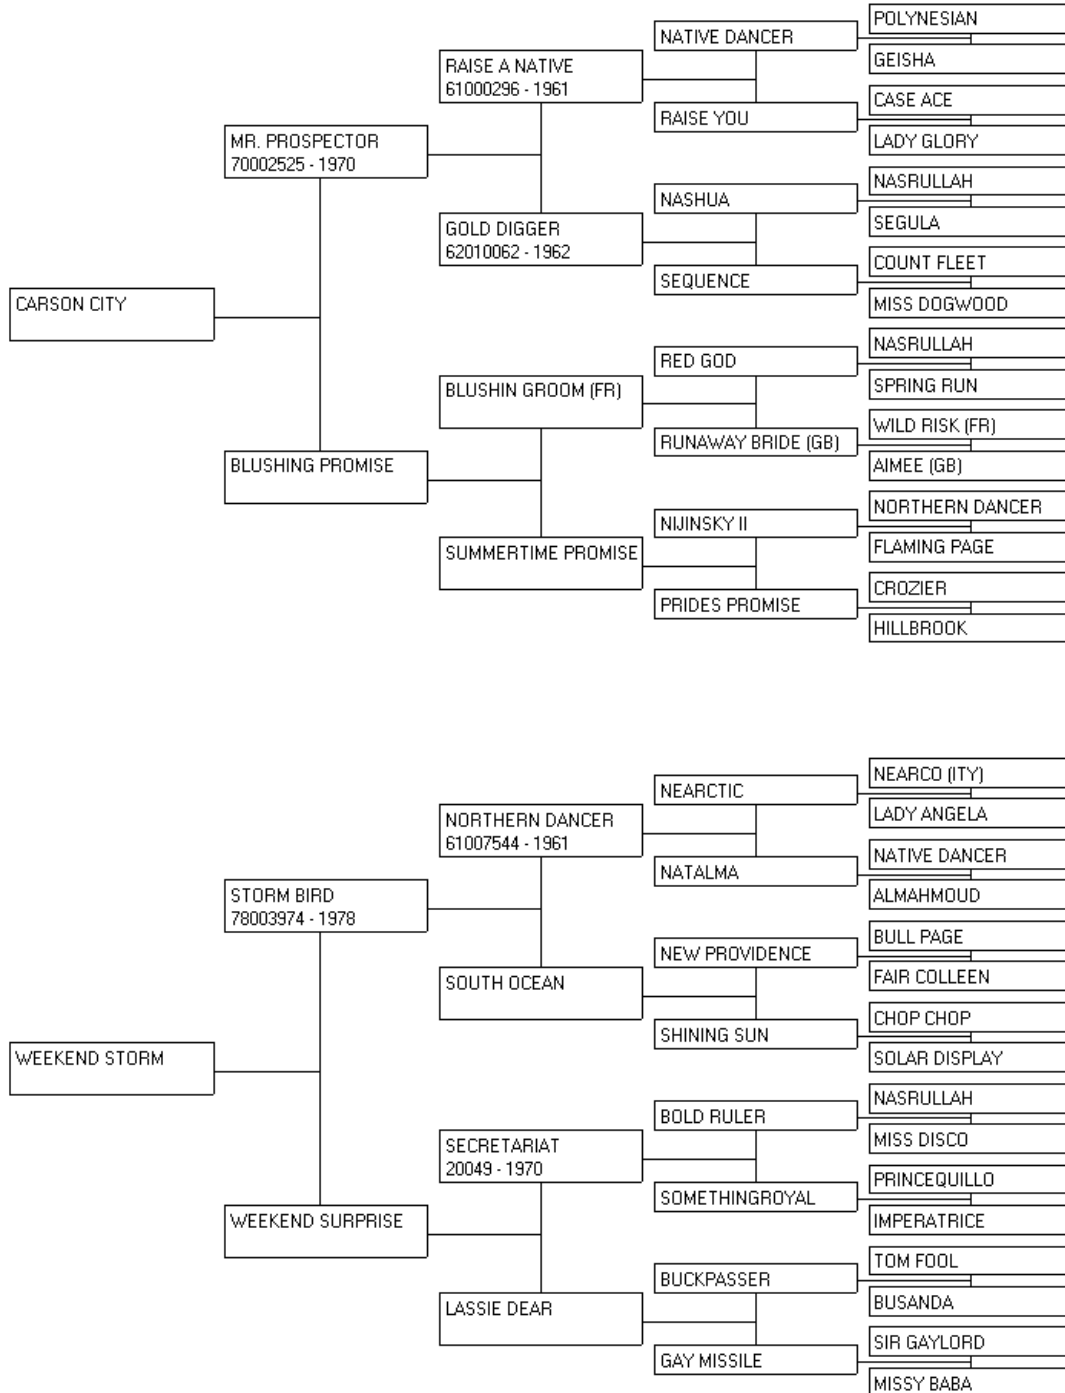 POLYNESIAN
NATIVE DANCER
GEISHA
RAISE A NATIVE
61000296 - 1961
CASE ACE
RAISE YOU
LADY GLORY
MR. PROSPECTOR
70002525 - 1970
NASRULLAH
NASHUA
SEGULA
GOLD DIGGER
62010062 - 1962
COUNT FLEET
SEQUENCE
MISS DOGWOOD
CARSON CITY
NASRULLAH
RED GOD
SPRING RUN
BLUSHIN GROOM (FR)
WILD RISK (FR)
RUNAWAY BRIDE (GB)
AIMEE (GB)
BLUSHING PROMISE
NORTHERN DANCER
NIJINSKY II
FLAMING PAGE
SUMMERTIME PROMISE
CROZIER
PRIDES PROMISE
HILLBROOK
NEARCO (ITY)
NEARCTIC
LADY ANGELA
NORTHERN DANCER
61007544 - 1961
NATIVE DANCER
NATALMA
ALMAHMOUD
STORM BIRD
78003974 - 1978
BULL PAGE
NEW PROVIDENCE
FAIR COLLEEN
SOUTH OCEAN
CHOP CHOP
SHINING SUN
SOLAR DISPLAY
WEEKEND STORM
NASRULLAH
BOLD RULER
MISS DISCO
SECRETARIAT
20049 - 1970
PRINCEQUILLO
SOMETHINGROYAL
IMPERATRICE
WEEKEND SURPRISE
TOM FOOL
BUCKPASSER
BUSANDA
LASSIE DEAR
SIR GAYLORD
GAY MISSILE
MISSY BABA